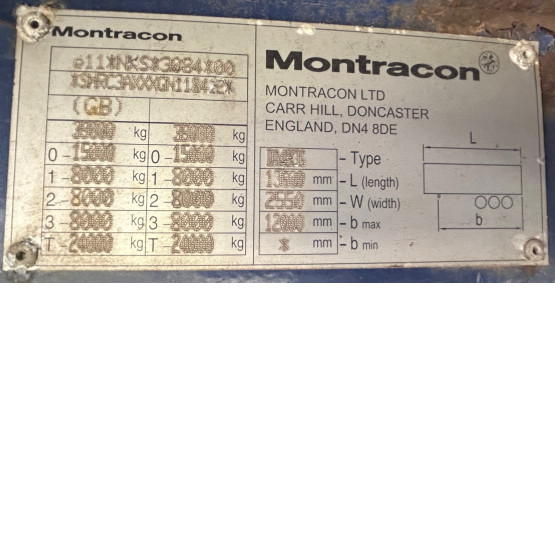 Montracon
e11*NKS*3084*00
(GB)
39000 kg 39000 kg
0 - 15000 kg 0 - 15000 kg
1 - 8000 kg 1 - 8000 kg
2 - 8000 kg 2 - 8000 kg
3 - 8000 kg 3 - 8000 kg
T - 24000 kg T - 24000 kg
Montracon
MONTRACON LTD
CARR HILL, DONCASTER
ENGLAND, DN4 8DE
- Type
mm - L (length)
2550 mm - W (width)
12000 mm - b max
* mm - b min
L
b